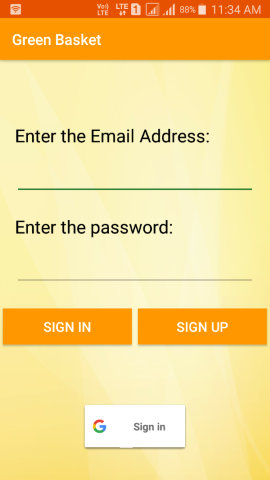 Vo)) LTE LTE 69 1 88% 11:34 AM
Green Basket
Enter the Email Address:
Enter the password:
SIGN IN SIGN UP
G Sign in